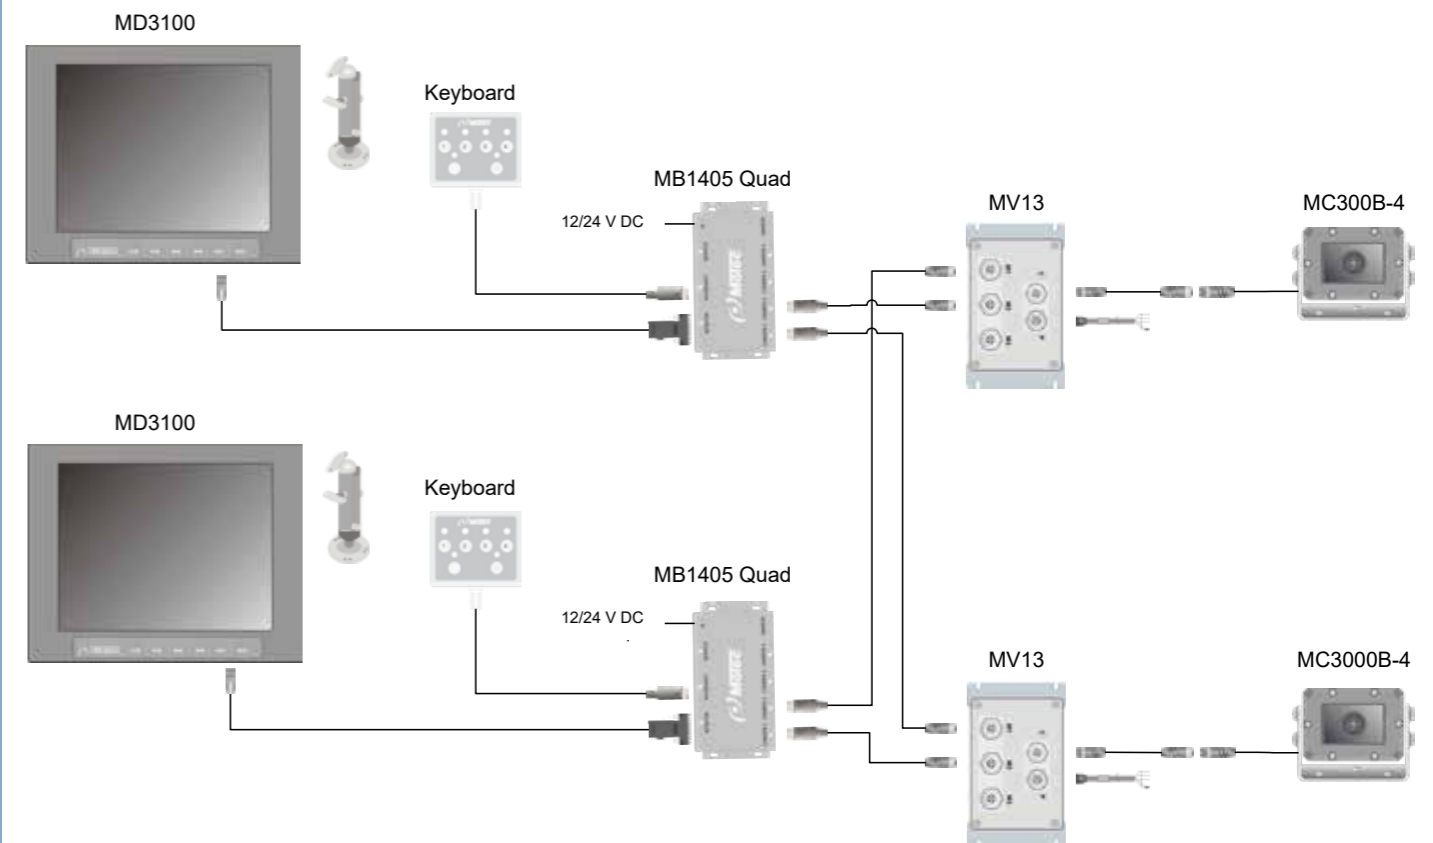 MD3100
Keyboard
MB1405 Quad
12/24 V DC
MV13
MC300B-4
MD3100
Keyboard
MB1405 Quad
12/24 V DC
MV13
MC3000B-4